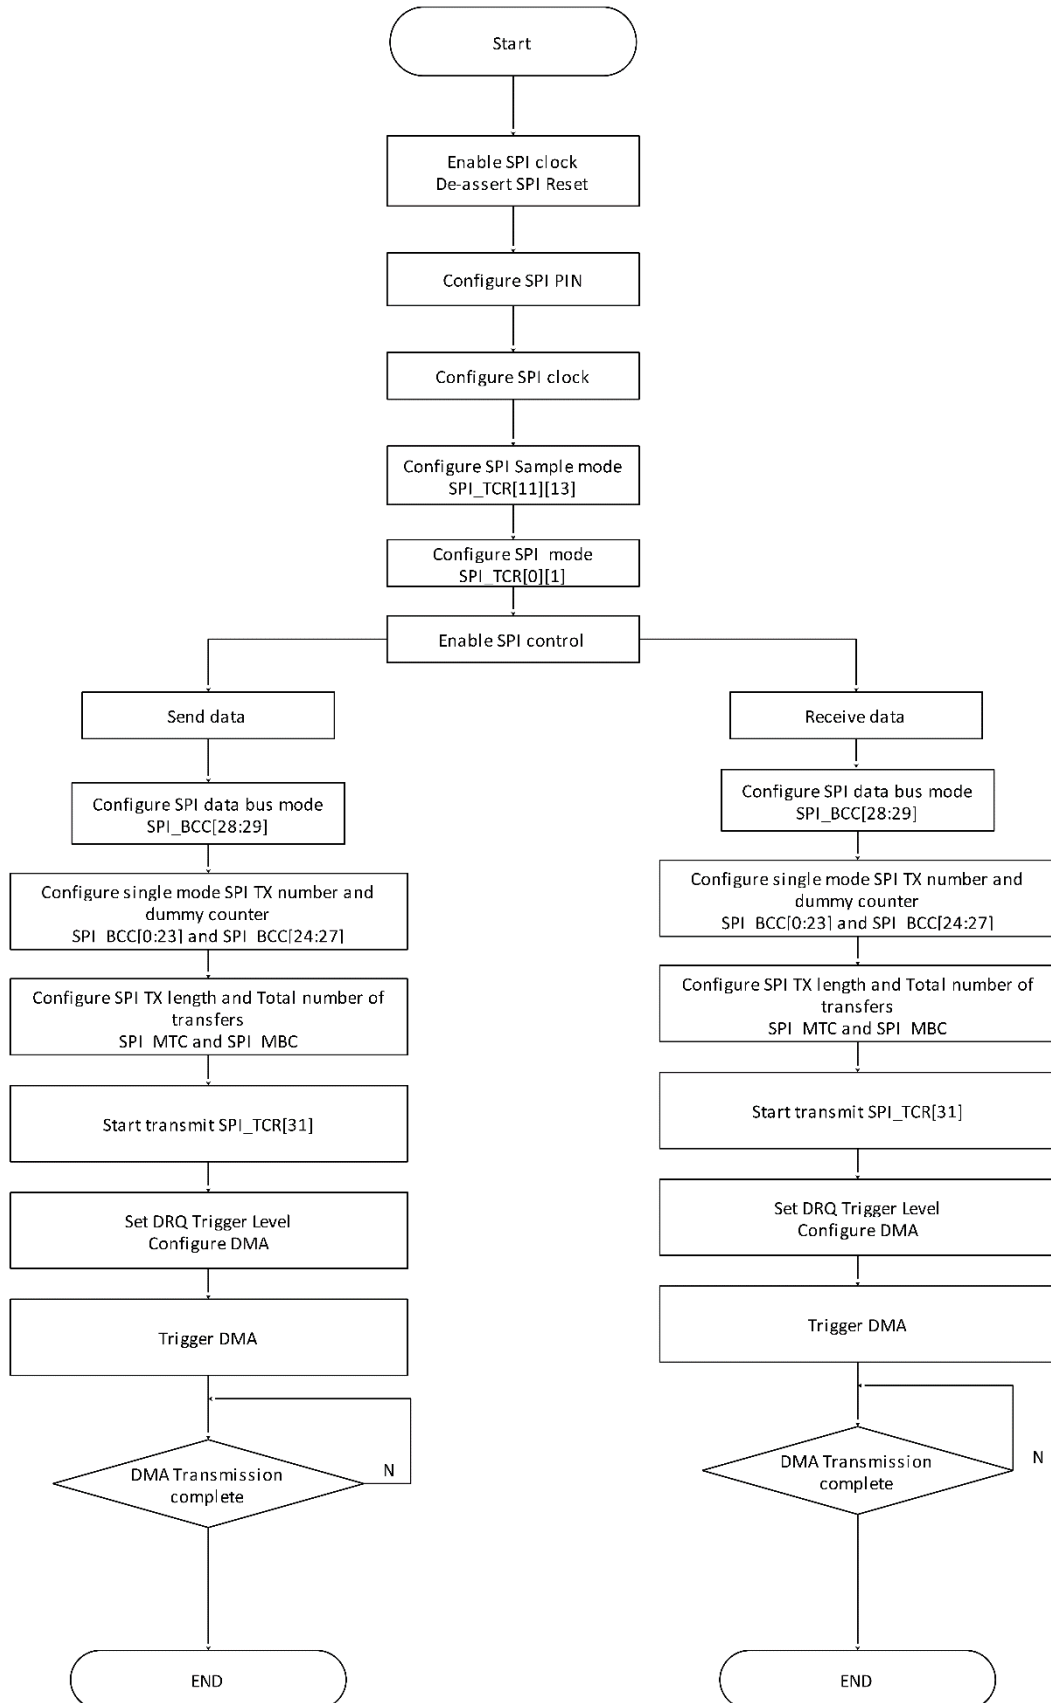 Start
Enable SPI clock
De-assert SPI Reset
Configure SPI PIN
Configure SPI clock
Configure SPI Sample mode
SPI_TCR[11][13]
Configure SPI mode
SPI_TCR[0][1]
Enable SPI control
Send data
Configure SPI data bus mode
SPI_BCC[28:29]
Configure single mode SPI TX number and
dummy counter
SPI_BCC[0:23] and SPI_BCC[24:27]
Configure SPI TX length and Total number of
transfers
SPI_MTC and SPI_MBC
Start transmit SPI_TCR[31]
Set DRQ Trigger Level
Configure DMA
Trigger DMA
DMA Transmission
complete
N
END
Receive data
Configure SPI data bus mode
SPI_BCC[28:29]
Configure single mode SPI TX number and
dummy counter
SPI_BCC[0:23] and SPI_BCC[24:27]
Configure SPI TX length and Total number of
transfers
SPI_MTC and SPI_MBC
Start transmit SPI_TCR[31]
Set DRQ Trigger Level
Configure DMA
Trigger DMA
DMA Transmission
complete
N
END